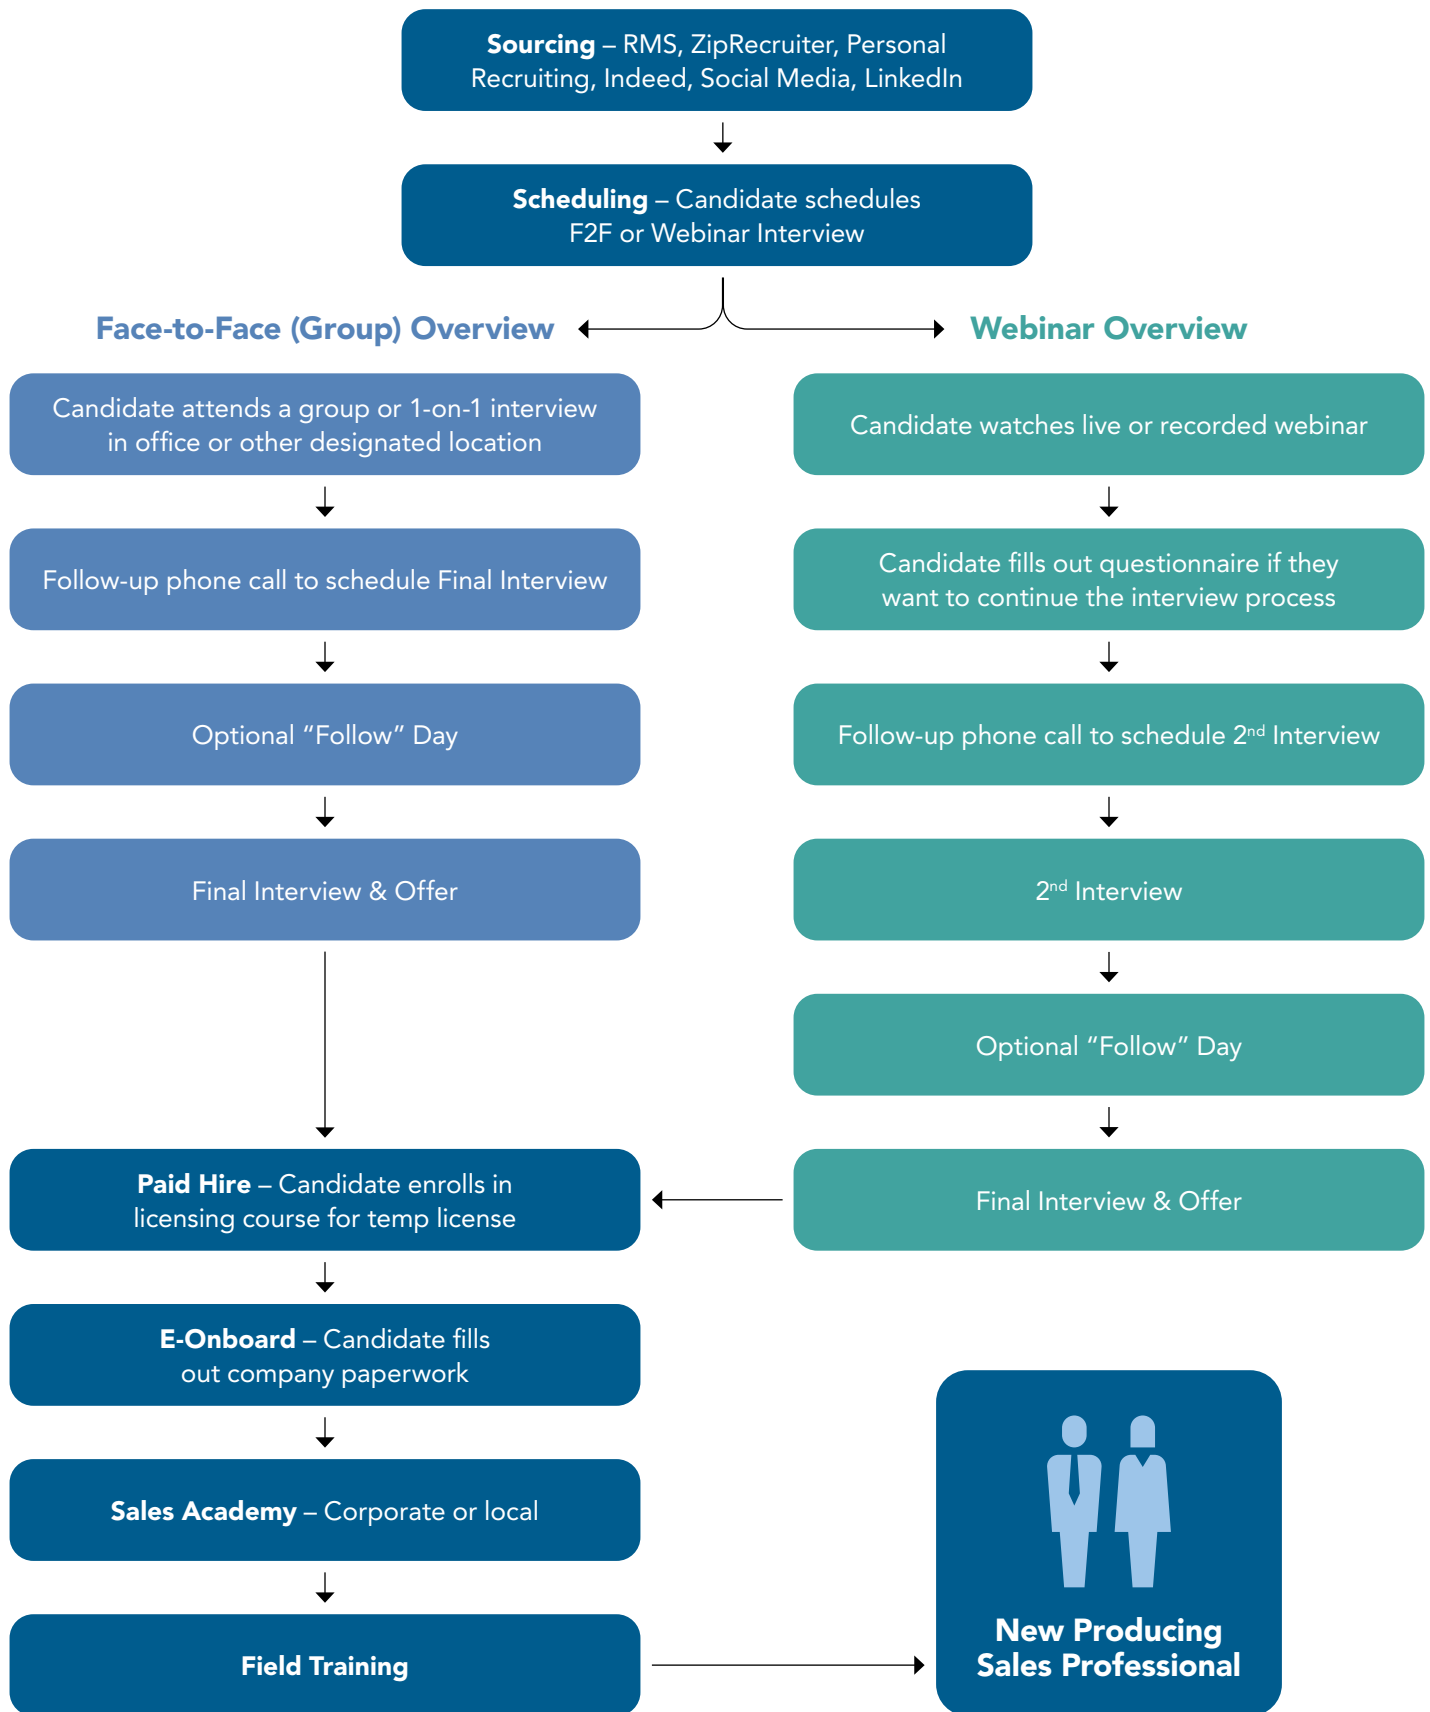 Sourcing – RMS, ZipRecruiter, Personal
Recruiting, Indeed, Social Media, LinkedIn
Scheduling – Candidate schedules
F2F or Webinar Interview
Face-to-Face (Group) Overview
Candidate attends a group or 1-on-1 interview
in office or other designated location
Follow-up phone call to schedule Final Interview
Optional “Follow” Day
Final Interview & Offer
Webinar Overview
Candidate watches live or recorded webinar
Candidate fills out questionnaire if they
want to continue the interview process
Follow-up phone call to schedule 2nd Interview
2nd Interview
Optional “Follow” Day
Final Interview & Offer
Paid Hire – Candidate enrolls in
licensing course for temp license
E-Onboard – Candidate fills
out company paperwork
Sales Academy – Corporate or local
Field Training
New Producing
Sales Professional